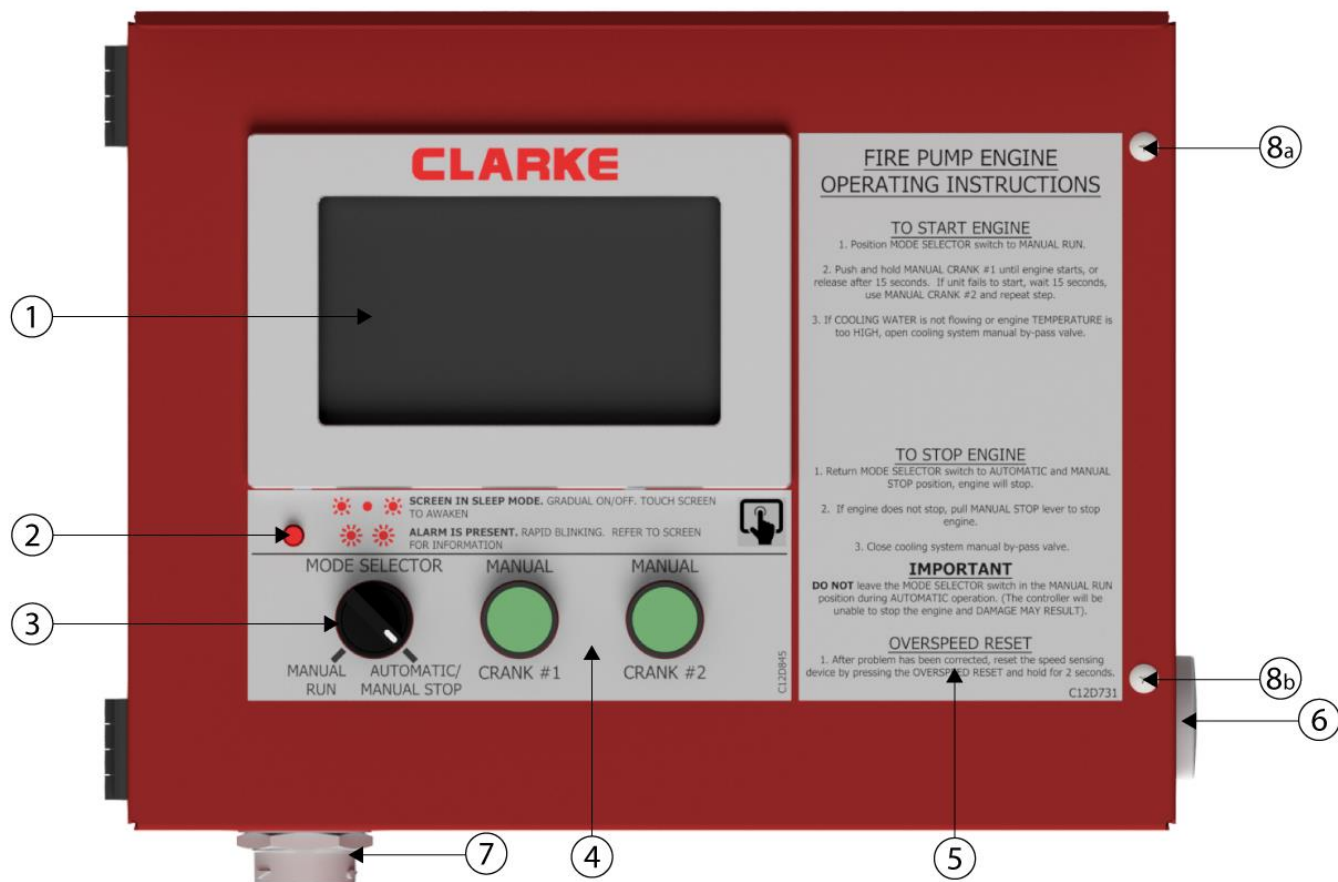 CLARKE
FIRE PUMP ENGINE
OPERATING INSTRUCTIONS
TO START ENGINE
1. Position MODE SELECTOR switch to MANUAL RUN.
2. Push and hold MANUAL CRANK #1 until engine starts, or
release after 15 seconds. If unit fails to start, wait 15 seconds,
use MANUAL CRANK #2 and repeat step.
3. If COOLING WATER is not flowing or engine TEMPERATURE is
too HIGH, open cooling system manual by-pass valve.
TO STOP ENGINE
1. Return MODE SELECTOR switch to AUTOMATIC and MANUAL
STOP position, engine will stop.
2. If engine does not stop, pull MANUAL STOP lever to stop
engine.
3. Close cooling system manual by-pass valve.
IMPORTANT
DO NOT leave the MODE SELECTOR switch in the MANUAL RUN
position during AUTOMATIC operation. (The controller will be
unable to stop the engine and DAMAGE MAY RESULT).
OVERSPEED RESET
1. After problem has been corrected, reset the speed sensing
device by pressing the OVERSPEED RESET and hold for 2 seconds.
C12D731
SCREEN IN SLEEP MODE. GRADUAL ON/OFF. TOUCH SCREEN
TO AWAKEN
ALARM IS PRESENT. RAPID BLINKING. REFER TO SCREEN
FOR INFORMATION
MODE SELECTOR
MANUAL
RUN
AUTOMATIC/
MANUAL STOP
MANUAL
CRANK #1
MANUAL
CRANK #2
C12D845
1
2
3
4
5
6
7
8a
8b